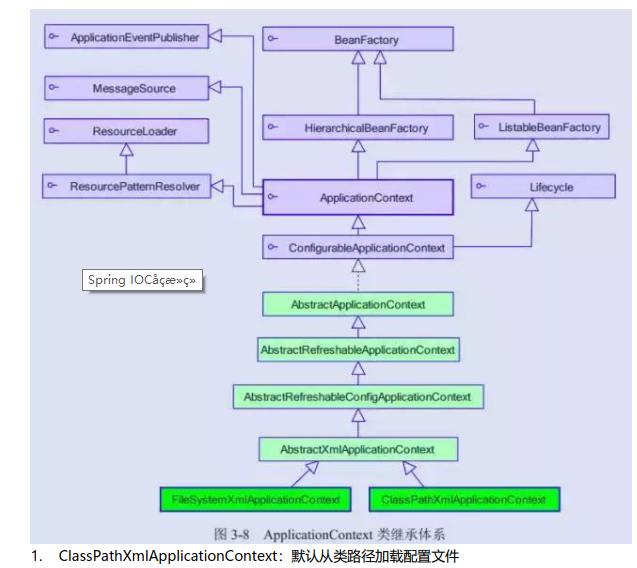 ApplicationEventPublisher
BeanFactory
MessageSource
ResourceLoader
HierarchicalBeanFactory
ListableBeanFactory
ResourcePatternResolver
ApplicationContext
Lifecycle
ConfigurableApplicationContext
Spring IOCåçæ»ç»
AbstractApplicationContext
AbstractRefreshableApplicationContext
AbstractRefreshableConfigApplicationContext
AbstractXmlApplicationContext
FileSystemXmlApplicationContext
ClassPathXmlApplicationContext
图 3-8 ApplicationContext 类继承体系
1. ClassPathXmlApplicationContext：默认从类路径加载配置文件